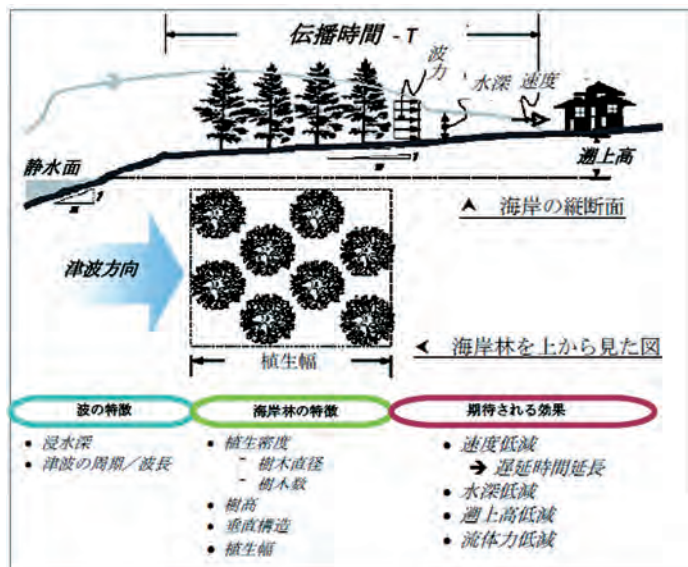 伝播時間 - T
波力
水深
速度
静水面
1
m
1
m
遡上高
▲ 海岸の縦断面
津波方向
◀ 海岸林を上から見た図
植生幅
波の特徴
• 浸水深
• 津波の周期／波長
海岸林の特徴
• 植生密度
- 樹木直径
- 樹木数
• 樹高
• 垂直構造
• 植生幅
期待される効果
• 速度低減
➔ 遅延時間延長
• 水深低減
• 遡上高低減
• 流体力低減